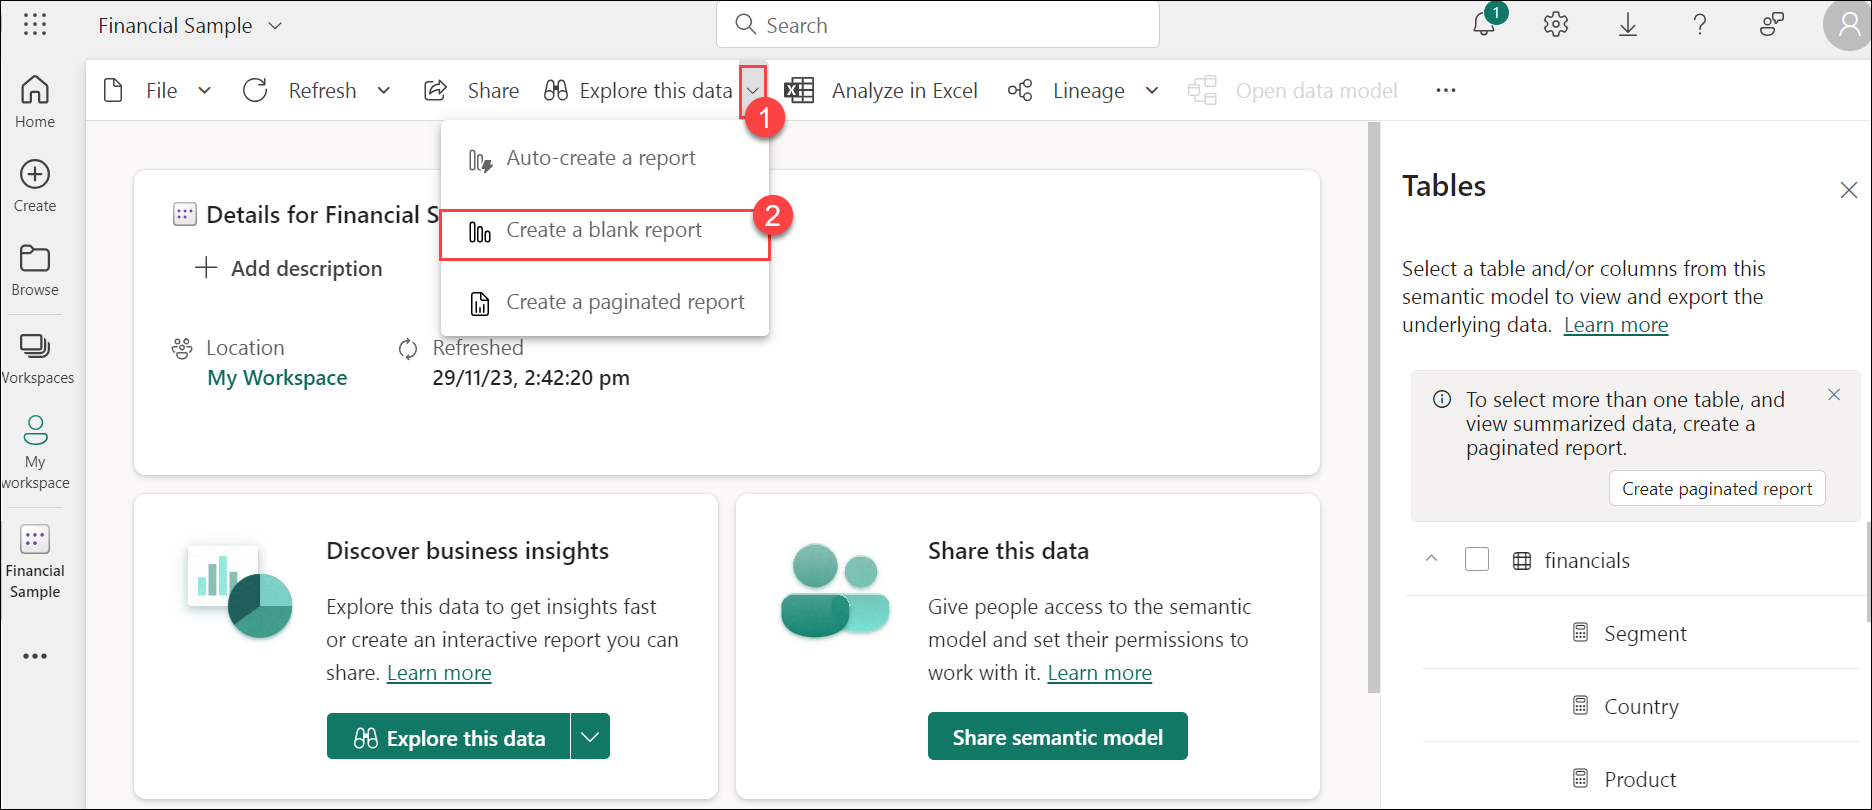 Financial Sample
Search
1
File
Refresh
Share
Explore this data
Analyze in Excel
Lineage
Open data model
1
Auto-create a report
Create a blank report
2
Create a paginated report
Home
Create
Browse
Workspaces
My
workspace
Financial
Sample
Details for Financial S
Add description
Location
My Workspace
Refreshed
29/11/23, 2:42:20 pm
Discover business insights
Explore this data to get insights fast
or create an interactive report you can
share. Learn more
Explore this data
Share this data
Give people access to the semantic
model and set their permissions to
work with it. Learn more
Share semantic model
Tables
Select a table and/or columns from this
semantic model to view and export the
underlying data. Learn more
To select more than one table, and
view summarized data, create a
paginated report.
Create paginated report
financials
Segment
Country
Product